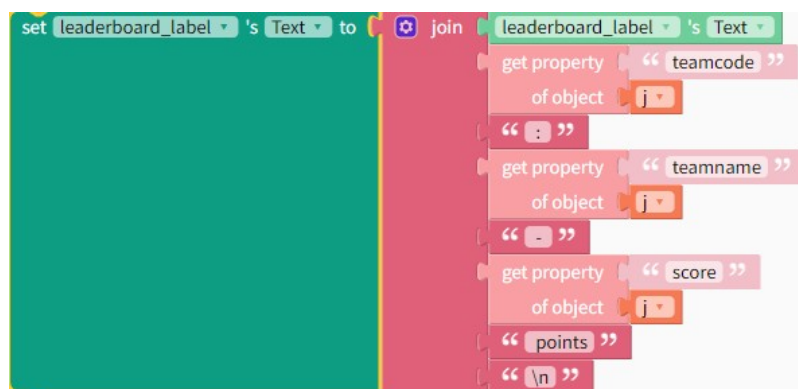 set leaderboard_label 's Text to join leaderboard_label 's Text
get property “ teamcode ”
of object j
“ : ”
get property “ teamname ”
of object j
“ - ”
get property “ score ”
of object j
“ points ”
“ \n ”